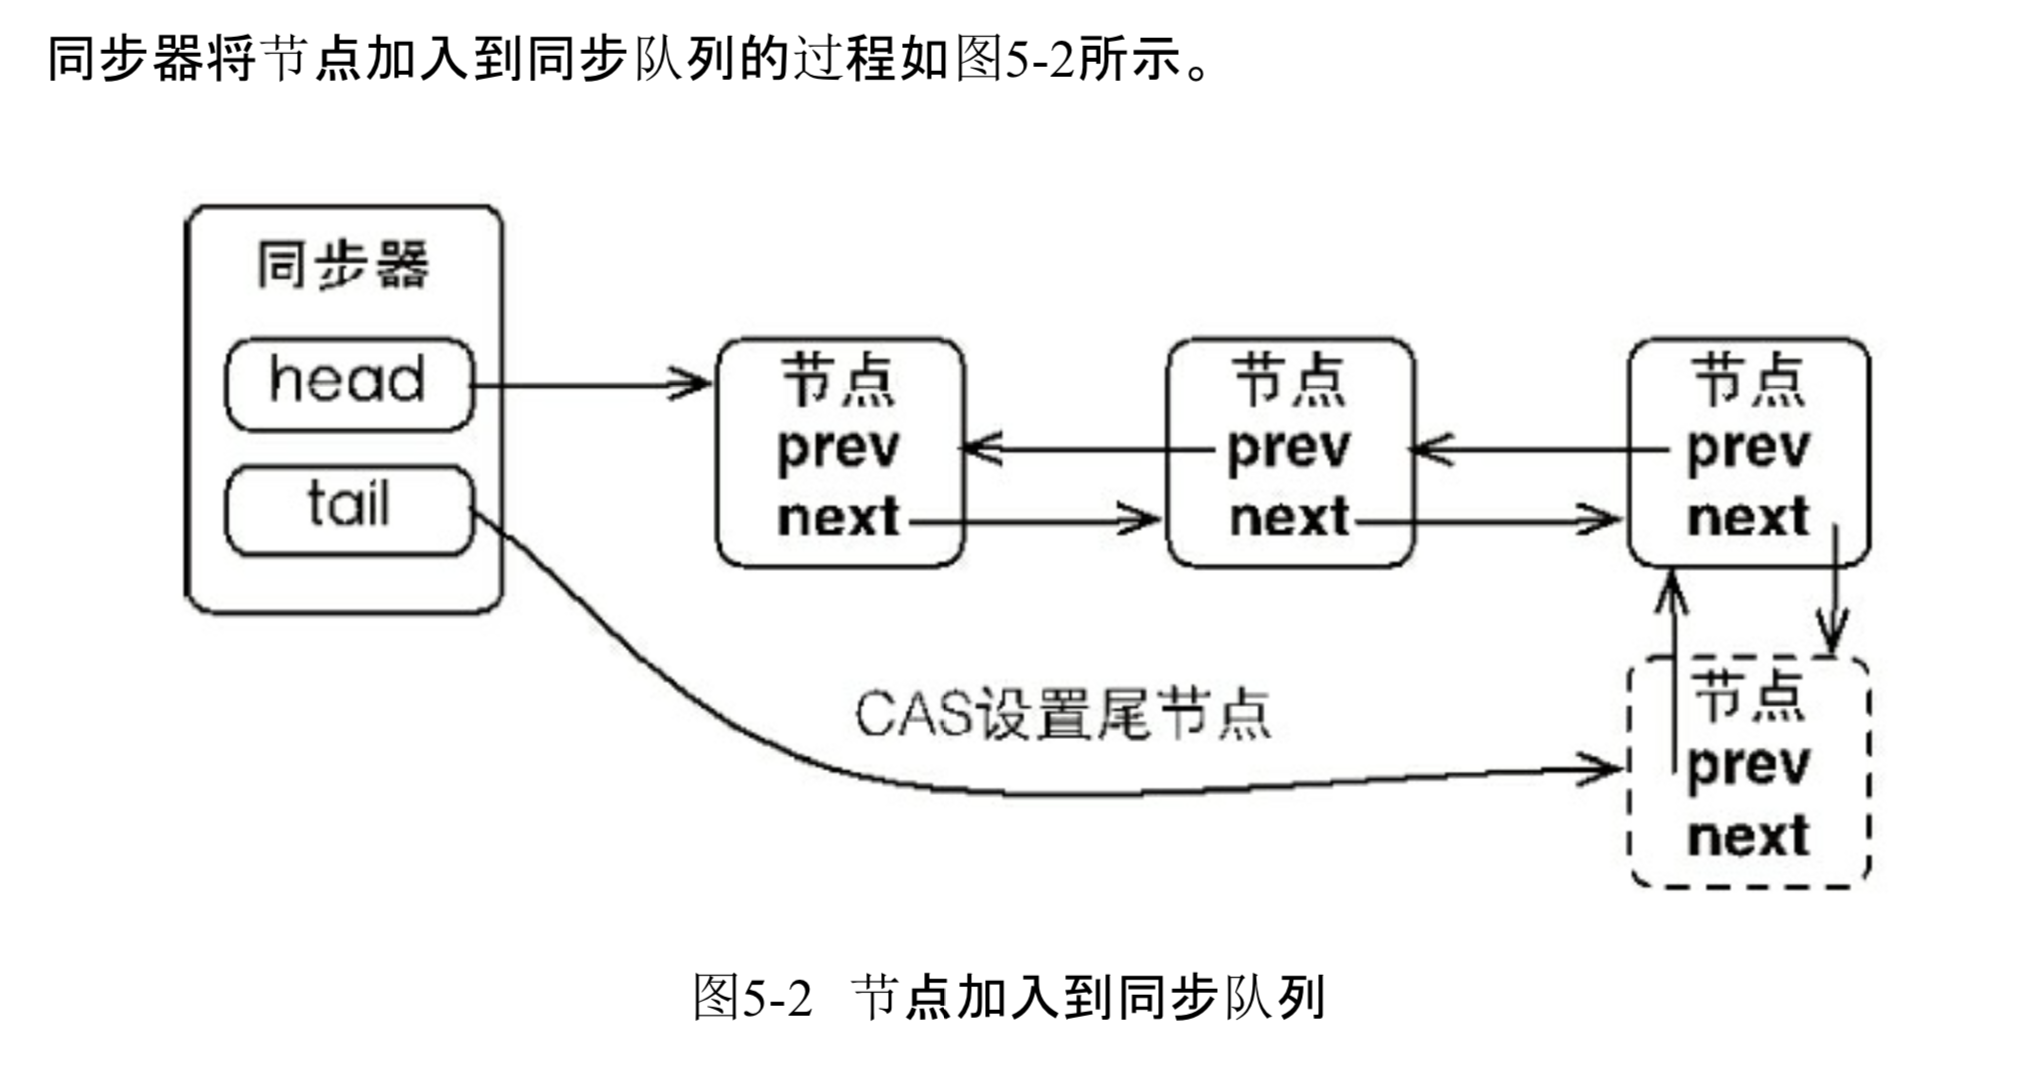 同步器将节点加入到同步队列的过程如图5-2所示。
同步器
head
tail
节点
prev
next
节点
prev
next
节点
prev
next
CAS设置尾节点
节点
prev
next
图5-2 节点加入到同步队列